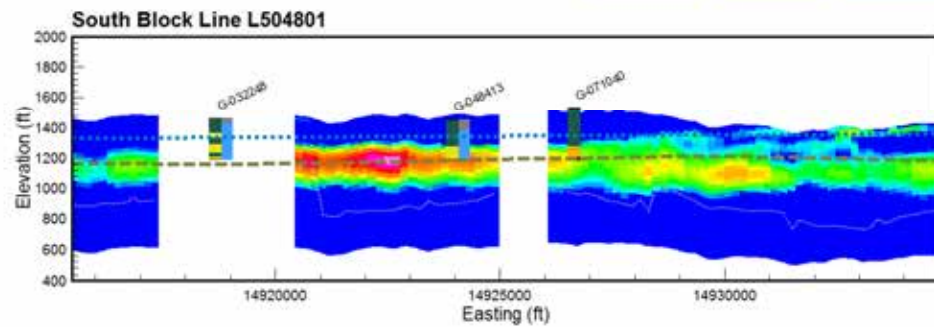 South Block Line L504801
2000
1800
1600
1400
1200
1000
800
600
400
Elevation (ft)
G-032248
G-048413
G-071040
14920000
14925000
14930000
Easting (ft)